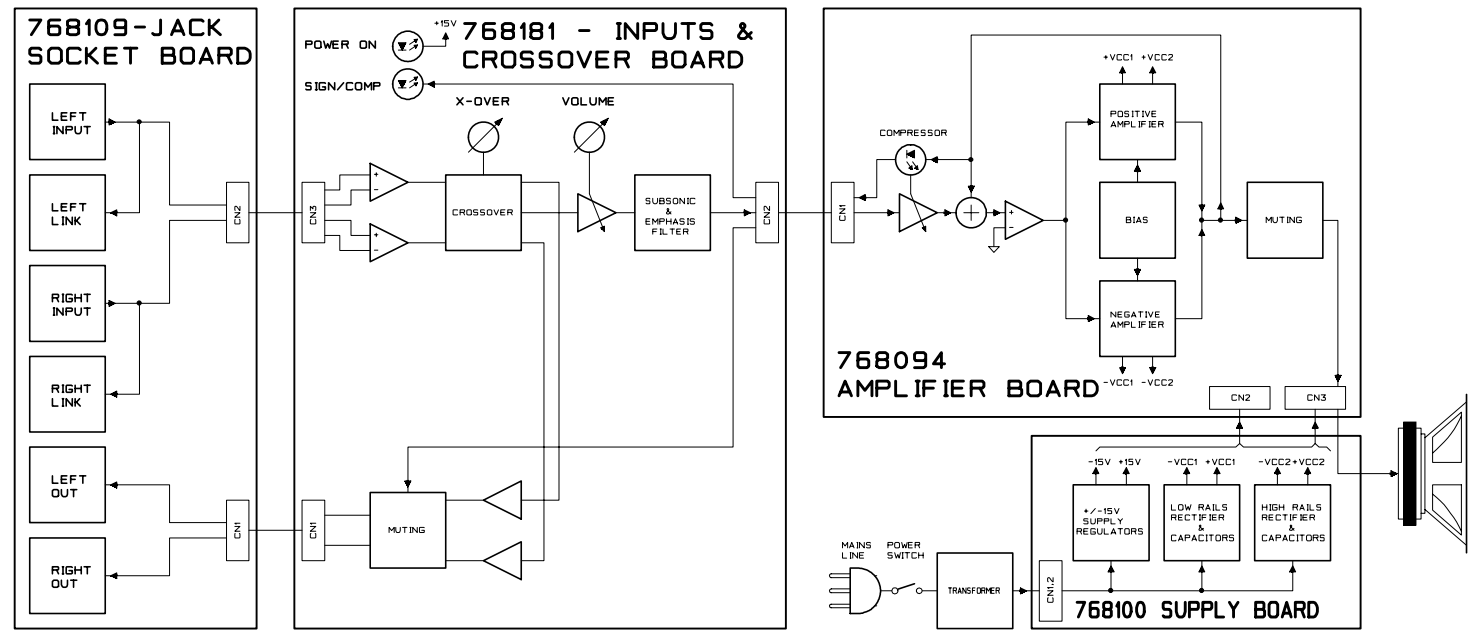 768109-JACK
SOCKET BOARD
LEFT
INPUT
LEFT
LINK
RIGHT
INPUT
RIGHT
LINK
LEFT
OUT
RIGHT
OUT
CN2
CN1
768181 - INPUTS &
CROSSOVER BOARD
POWER ON
+15V
SIGN/COMP
X-OVER
VOLUME
CN3
+
-
+
-
CROSSOVER
SUBSONIC
&
EMPHASIS
FILTER
CN2
CN1
MUTING
768094
AMPLIFIER BOARD
COMPRESSOR
CN1
+
-
+VCC1 +VCC2
POSITIVE
AMPLIFIER
BIAS
NEGATIVE
AMPLIFIER
-VCC1 -VCC2
MUTING
CN2
CN3
-15V +15V
-VCC1 +VCC1
-VCC2 +VCC2
+/-15V
SUPPLY
REGULATORS
LOW RAILS
RECTIFIER
&
CAPACITORS
HIGH RAILS
RECTIFIER
&
CAPACITORS
MAINS
LINE
POWER
SWITCH
TRANSFORMER
CN1,2
768100 SUPPLY BOARD